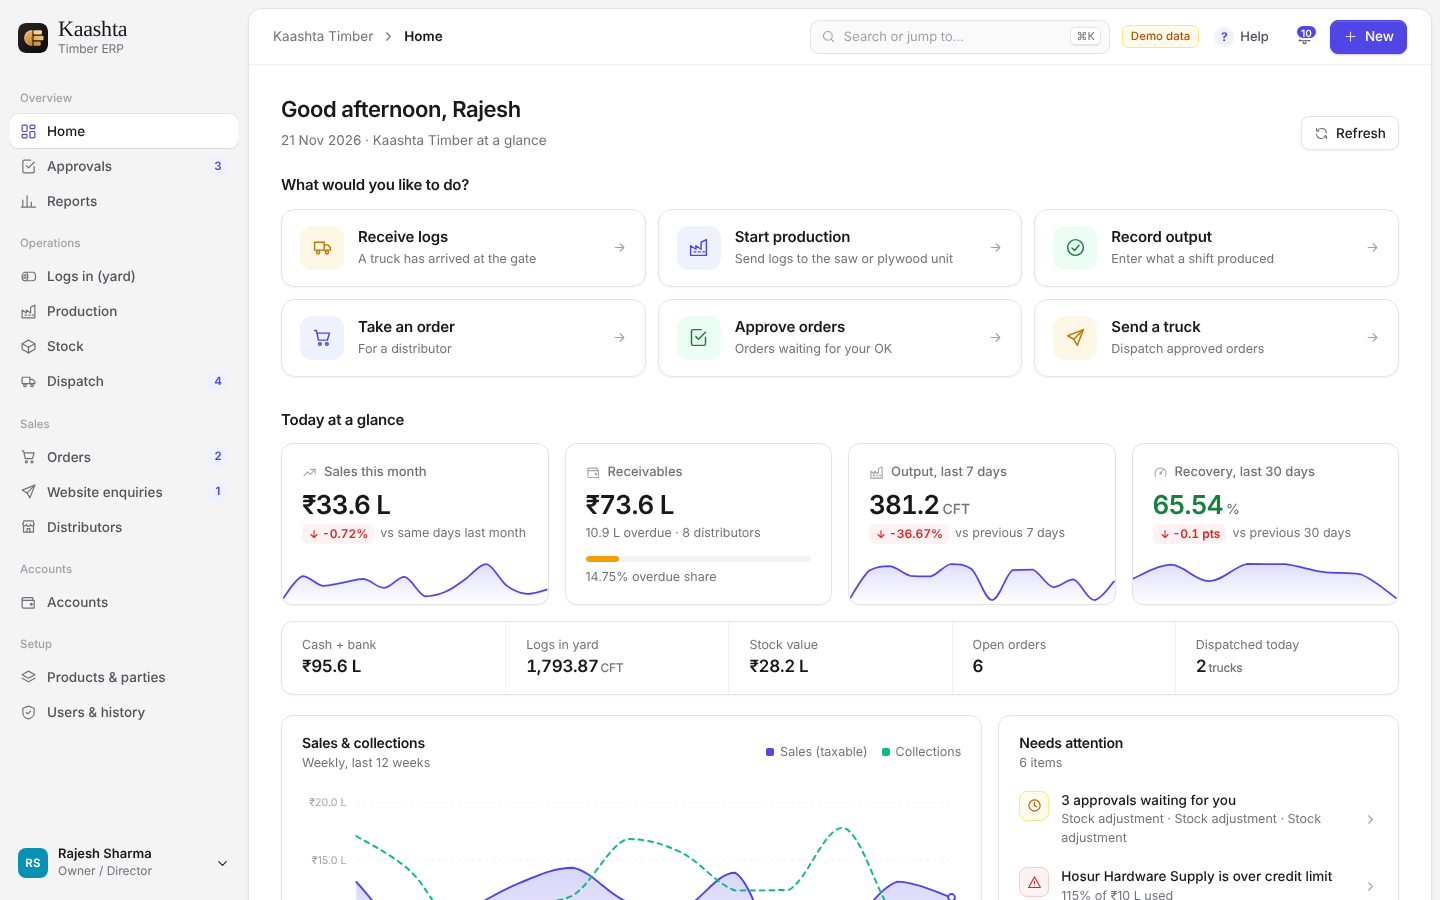 Kaashta
Timber ERP
Overview
Home
Approvals 3
Reports
Operations
Logs in (yard)
Production
Stock
Dispatch 4
Sales
Orders 2
Website enquiries 1
Distributors
Accounts
Accounts
Setup
Products & parties
Users & history
RS
Rajesh Sharma
Owner / Director
Kaashta Timber > Home
Search or jump to... ⌘K
Demo data
? Help
10
+ New
Good afternoon, Rajesh
21 Nov 2026 · Kaashta Timber at a glance
Refresh
What would you like to do?
Receive logs
A truck has arrived at the gate
Start production
Send logs to the saw or plywood unit
Record output
Enter what a shift produced
Take an order
For a distributor
Approve orders
Orders waiting for your OK
Send a truck
Dispatch approved orders
Today at a glance
Sales this month
₹33.6 L
↓ -0.72% vs same days last month
Receivables
₹73.6 L
10.9 L overdue · 8 distributors
14.75% overdue share
Output, last 7 days
381.2 CFT
↓ -36.67% vs previous 7 days
Recovery, last 30 days
65.54 %
↓ -0.1 pts vs previous 30 days
Cash + bank
₹95.6 L
Logs in yard
1,793.87 CFT
Stock value
₹28.2 L
Open orders
6
Dispatched today
2 trucks
Sales & collections
Weekly, last 12 weeks
Sales (taxable) Collections
₹20.0 L
₹15.0 L
Needs attention
6 items
3 approvals waiting for you
Stock adjustment · Stock adjustment · Stock
adjustment
Hosur Hardware Supply is over credit limit
115% of ₹10 L used